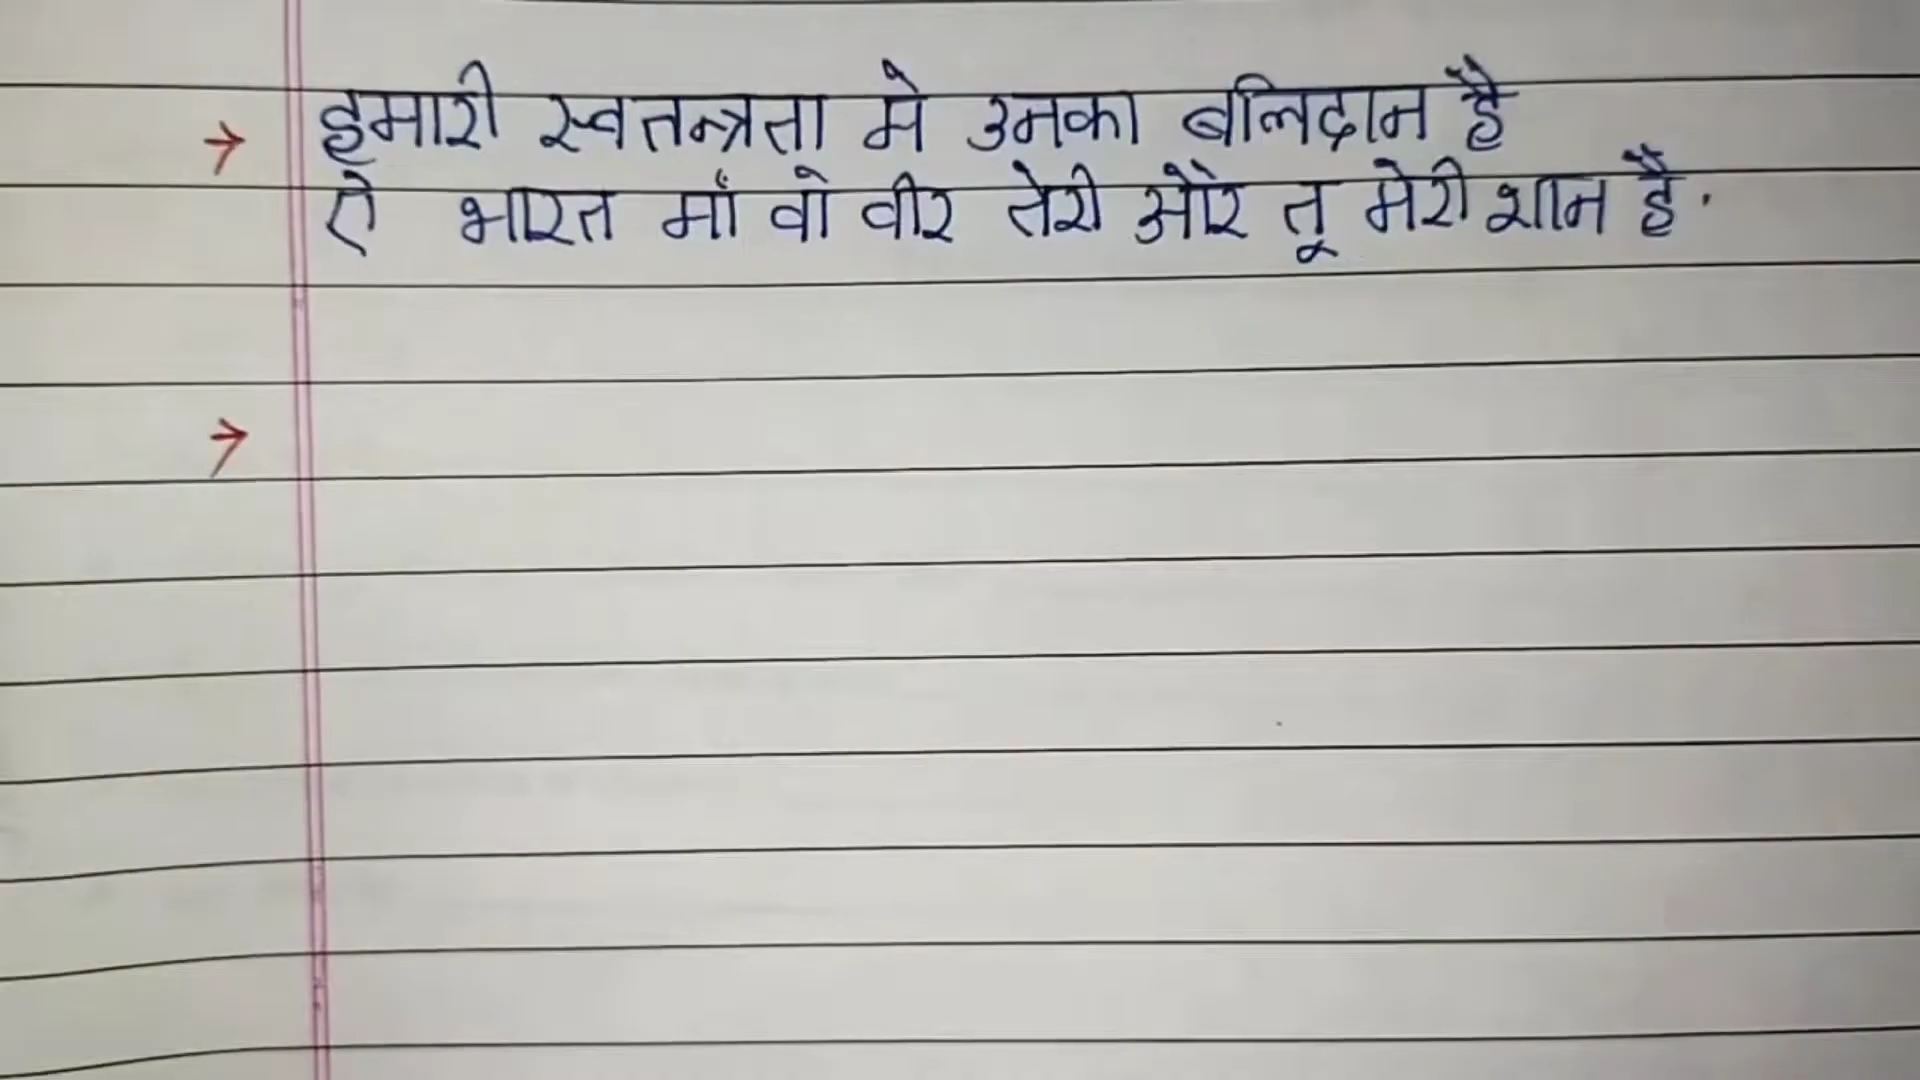 → हमारी स्वतन्त्रता मे उनका बलिदान है
ऐ भारत माँ वो वीर तेरी और तू मेरी शान है.
→